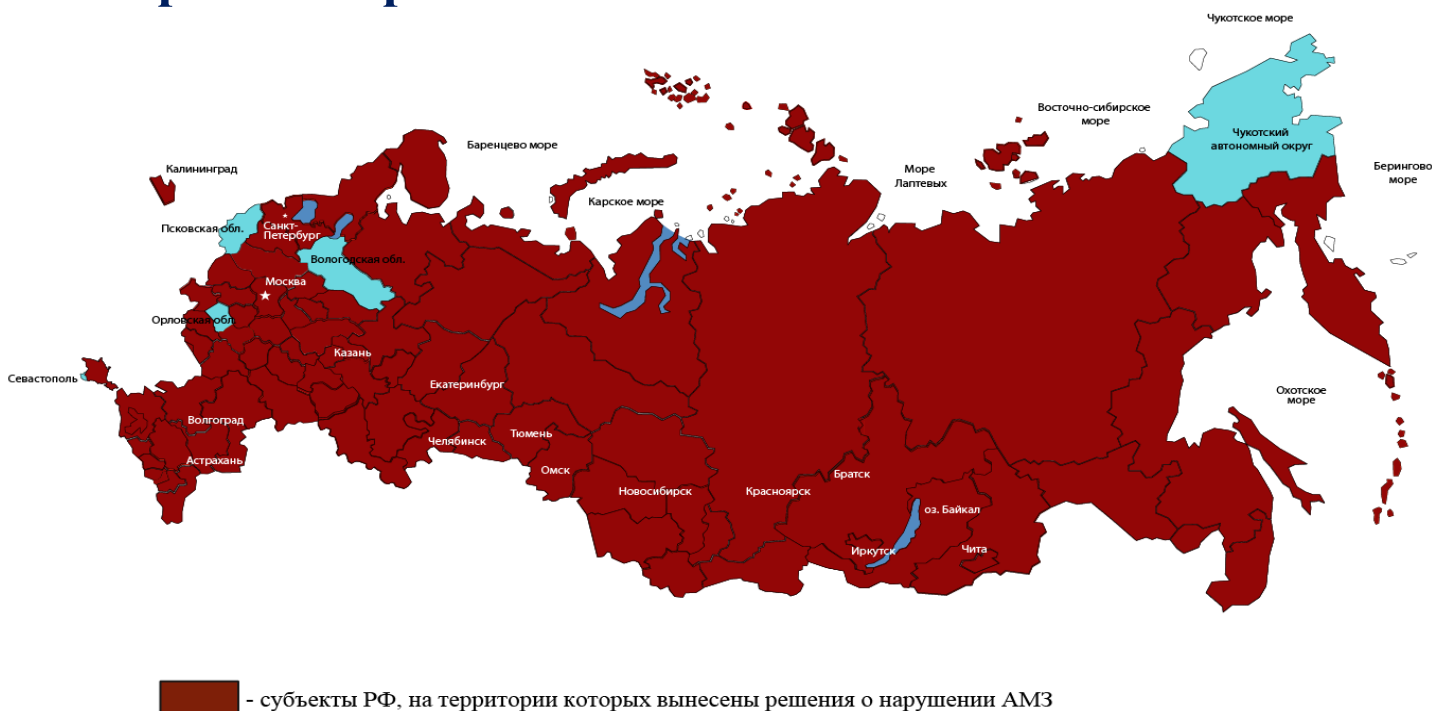 Чукотское море
Восточно-сибирское
море
Чукотский
автономный округ
Баренцево море
Берингово
море
Калининград
Море
Лаптевых
Карское море
Псковская обл.
Санкт-
Петербург
Вологодская обл.
Москва
Орловская обл.
Казань
Севастополь
Екатеринбург
Охотское
море
Волгоград
Тюмень
Челябинск
Астрахань
Омск
Братск
Новосибирск
Красноярск
оз. Байкал
Иркутск
Чита
- субъекты РФ, на территории которых вынесены решения о нарушении АМЗ